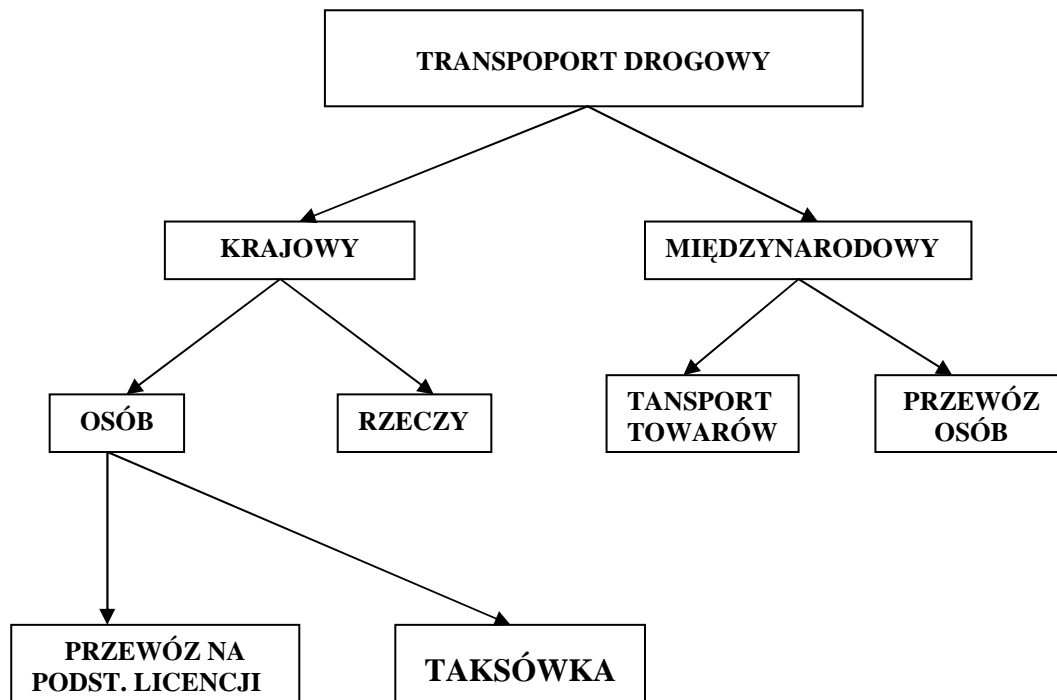 TRANSPOPORT DROGOWY
KRAJOWY
MIĘDZYNARODOWY
OSÓB
RZECZY
TANSPORT
TOWARÓW
PRZEWÓZ
OSÓB
PRZEWÓZ NA
PODST. LICENCJI
TAKSÓWKA